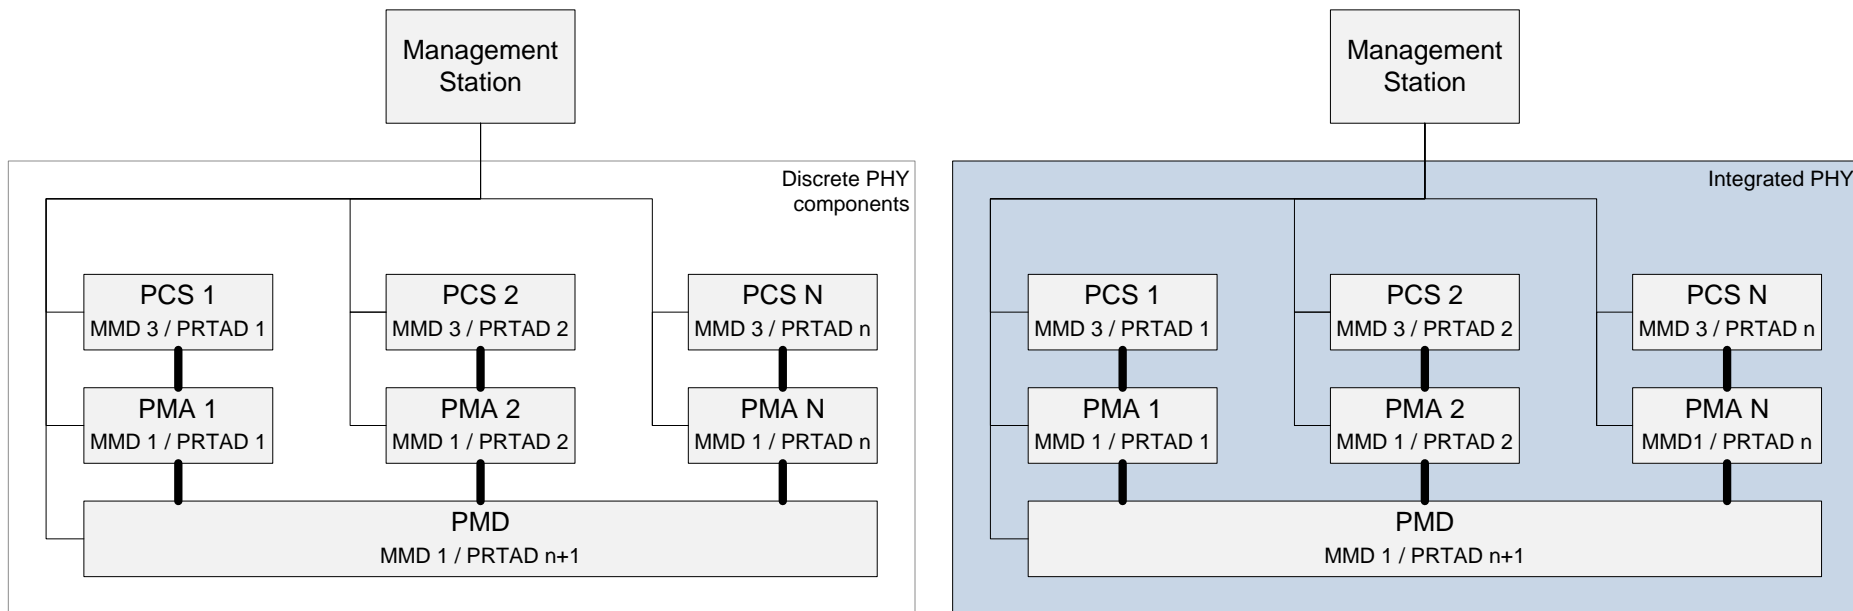 Management
Station
Discrete PHY
components
PCS 1
MMD 3 / PRTAD 1
PCS 2
MMD 3 / PRTAD 2
PCS N
MMD 3 / PRTAD n
PMA 1
MMD 1 / PRTAD 1
PMA 2
MMD 1 / PRTAD 2
PMA N
MMD 1 / PRTAD n
PMD
MMD 1 / PRTAD n+1
Management
Station
Integrated PHY
PCS 1
MMD 3 / PRTAD 1
PCS 2
MMD 3 / PRTAD 2
PCS N
MMD 3 / PRTAD n
PMA 1
MMD 1 / PRTAD 1
PMA 2
MMD 1 / PRTAD 2
PMA N
MMD1 / PRTAD n
PMD
MMD 1 / PRTAD n+1